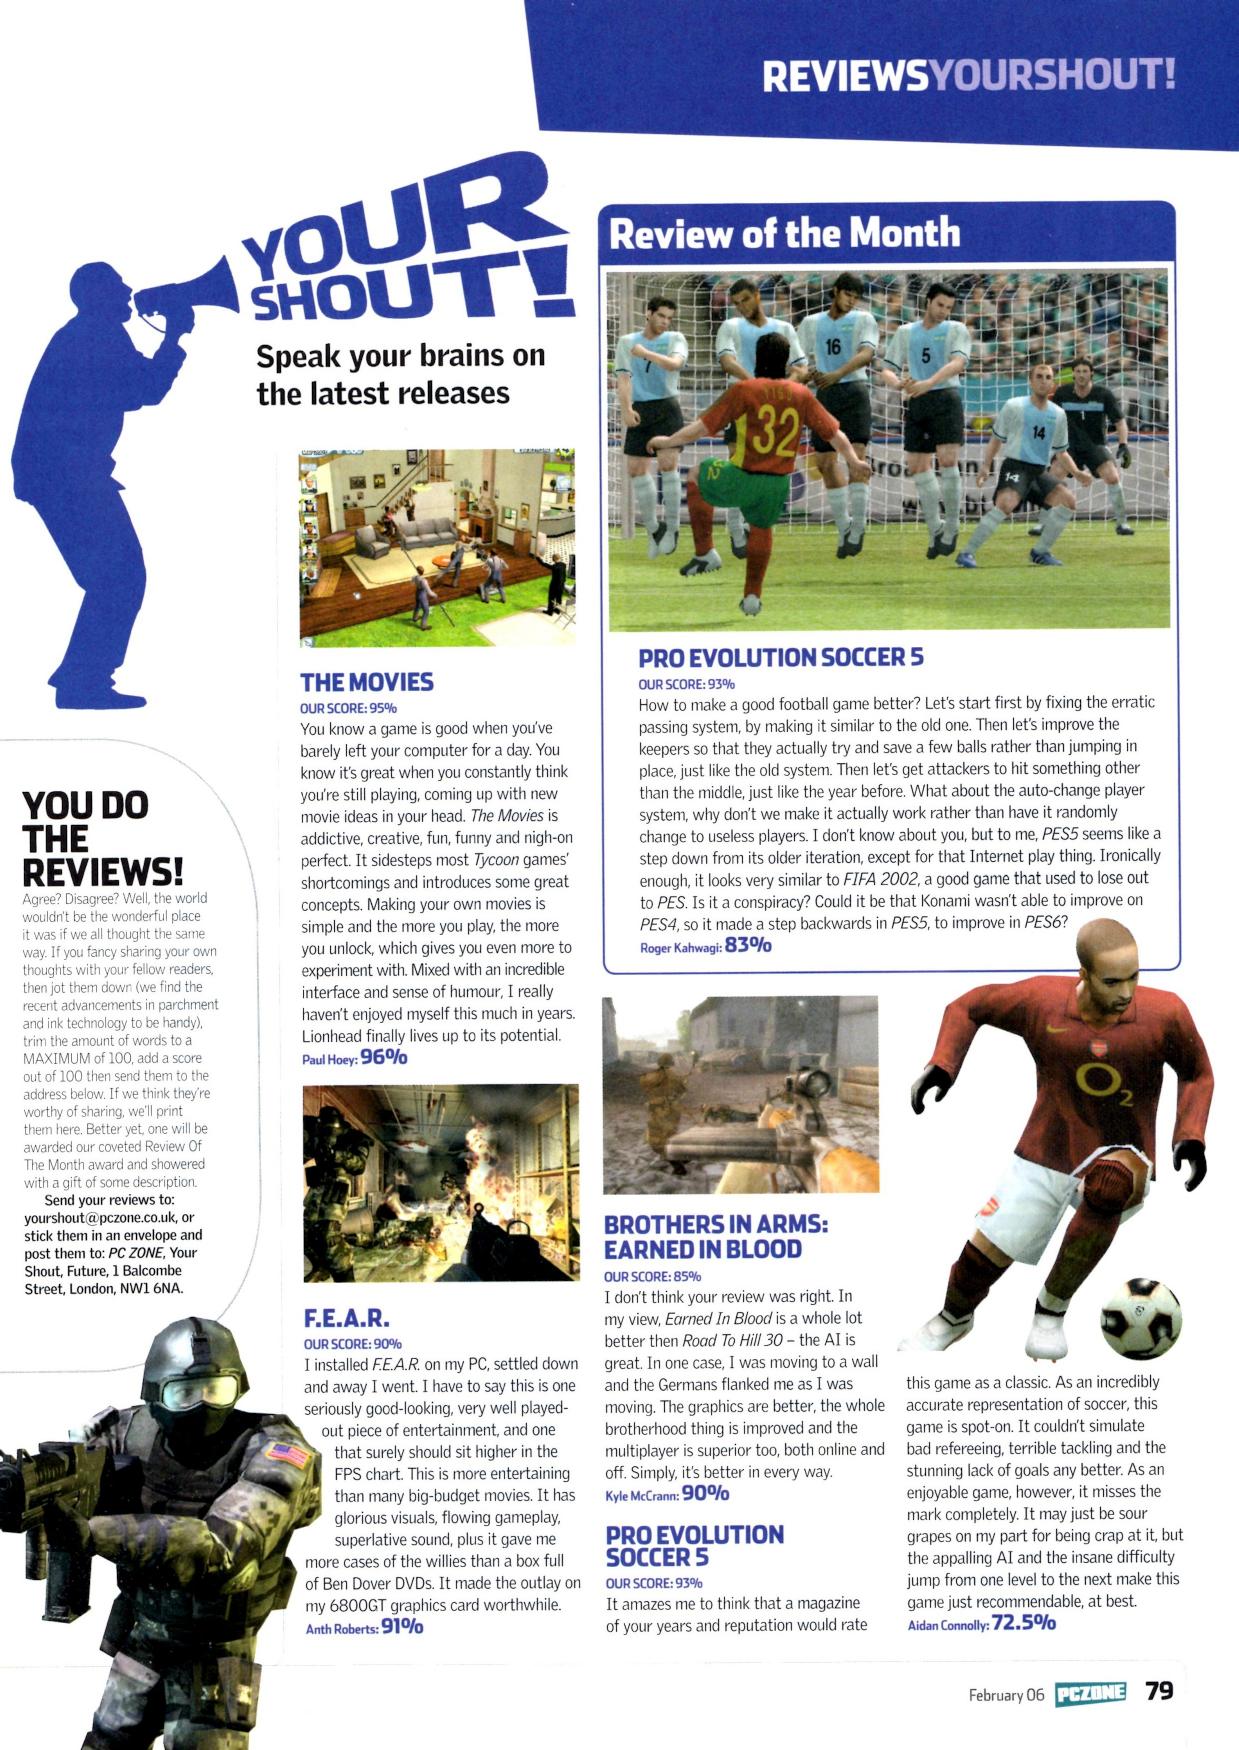 REVIEWSYOURSHOUT!
YOUR
SHOUT!
Speak your brains on
the latest releases
YOU DO
THE
REVIEWS!
Agree? Disagree? Well, the world
wouldn't be the wonderful place
it was if we all thought the same
way. If you fancy sharing your own
thoughts with your fellow readers,
then jot them down (we find the
recent advancements in parchment
and ink technology to be handy),
trim the amount of words to a
MAXIMUM of 100, add a score
out of 100 then send them to the
address below. If we think they're
worthy of sharing, we'll print
them here. Better yet, one will be
awarded our coveted Review Of
The Month award and showered
with a gift of some description.
Send your reviews to:
yourshout@pczone.co.uk, or
stick them in an envelope and
post them to: PC ZONE, Your
Shout, Future, 1 Balcombe
Street, London, NW1 6NA.
THE MOVIES
OUR SCORE: 95%
You know a game is good when you've
barely left your computer for a day. You
know it's great when you constantly think
you're still playing, coming up with new
movie ideas in your head. The Movies is
addictive, creative, fun, funny and nigh-on
perfect. It sidesteps most Tycoon games'
shortcomings and introduces some great
concepts. Making your own movies is
simple and the more you play, the more
you unlock, which gives you even more to
experiment with. Mixed with an incredible
interface and sense of humour, I really
haven't enjoyed myself this much in years.
Lionhead finally lives up to its potential.
Paul Hoey: 96%
F.E.A.R.
OUR SCORE: 90%
I installed F.E.A.R. on my PC, settled down
and away I went. I have to say this is one
seriously good-looking, very well played-
out piece of entertainment, and one
that surely should sit higher in the
FPS chart. This is more entertaining
than many big-budget movies. It has
glorious visuals, flowing gameplay,
superlative sound, plus it gave me
more cases of the willies than a box full
of Ben Dover DVDs. It made the outlay on
my 6800GT graphics card worthwhile.
Anth Roberts: 91%
Review of the Month
7
16
5
32
14
14
1
PRO EVOLUTION SOCCER 5
OUR SCORE: 93%
How to make a good football game better? Let's start first by fixing the erratic
passing system, by making it similar to the old one. Then let's improve the
keepers so that they actually try and save a few balls rather than jumping in
place, just like the old system. Then let's get attackers to hit something other
than the middle, just like the year before. What about the auto-change player
system, why don't we make it actually work rather than have it randomly
change to useless players. I don't know about you, but to me, PES5 seems like a
step down from its older iteration, except for that Internet play thing. Ironically
enough, it looks very similar to FIFA 2002, a good game that used to lose out
to PES. Is it a conspiracy? Could it be that Konami wasn't able to improve on
PES4, so it made a step backwards in PES5, to improve in PES6?
Roger Kahwagi: 83%
O2
BROTHERS IN ARMS:
EARNED IN BLOOD
OUR SCORE: 85%
I don't think your review was right. In
my view, Earned In Blood is a whole lot
better then Road To Hill 30 – the AI is
great. In one case, I was moving to a wall
and the Germans flanked me as I was
moving. The graphics are better, the whole
brotherhood thing is improved and the
multiplayer is superior too, both online and
off. Simply, it's better in every way.
Kyle McCrann: 90%
PRO EVOLUTION
SOCCER 5
OUR SCORE: 93%
It amazes me to think that a magazine
of your years and reputation would rate
this game as a classic. As an incredibly
accurate representation of soccer, this
game is spot-on. It couldn't simulate
bad refereeing, terrible tackling and the
stunning lack of goals any better. As an
enjoyable game, however, it misses the
mark completely. It may just be sour
grapes on my part for being crap at it, but
the appalling AI and the insane difficulty
jump from one level to the next make this
game just recommendable, at best.
Aidan Connolly: 72.5%
February 06 PCZONE 79